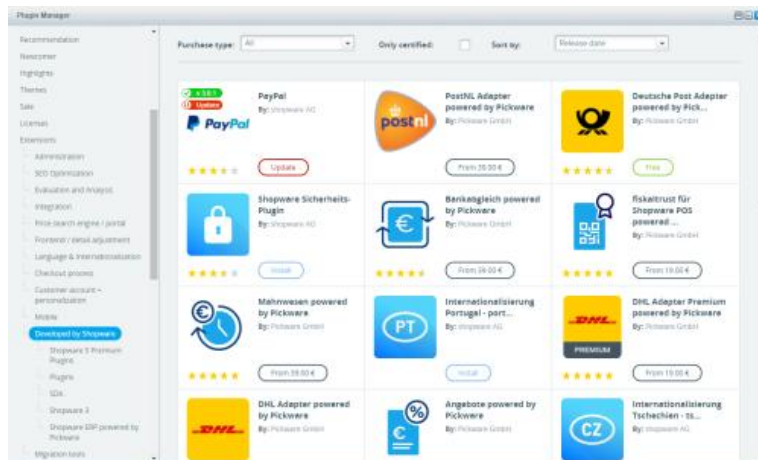 Plugin Manager
Recommendation
Newcomer
Highlights
Themes
Sale
Licenses
Extensions
Administration
SEO Optimization
Evaluation and Analysis
Integration
Price search engine / portal
Frontend / detail adjustment
Language & Internationalisation
Checkout process
Customer account +
personalization
Mobile
Developed by Shopware
Shopware 5 Premium
Plugins
Plugins
Shopware ERP powered by
Pickware
Migration tools
Purchase type:
All
Only certified:
Sort by:
Release date
Update
PayPal
PayPal
By: shopware AG
Update
postnl
PostNL Adapter
powered by Pickware
By: Pickware GmbH
From 39.00 €
Deutsche Post Adapter
powered by Pick...
By: Pickware GmbH
Free
Shopware Sicherheits-
Plugin
By: shopware AG
Install
€
Bankabgleich powered
by Pickware
By: Pickware GmbH
From 39.00 €
fiskaltrust für
Shopware POS
powered ...
By: Pickware GmbH
From 19.00 €
€
Mahnwesen powered
by Pickware
By: Pickware GmbH
From 39.00 €
PT
Internationalisierung
Portugal - port...
By: shopware AG
Install
DHL
PREMIUM
DHL Adapter Premium
powered by Pickware
By: Pickware GmbH
From 19.00 €
DHL
DHL Adapter powered
by Pickware
By: Pickware GmbH
%
€
Angebote powered by
Pickware
By: Pickware GmbH
CZ
Internationalisierung
Tschechien - ts...
By: shopware AG